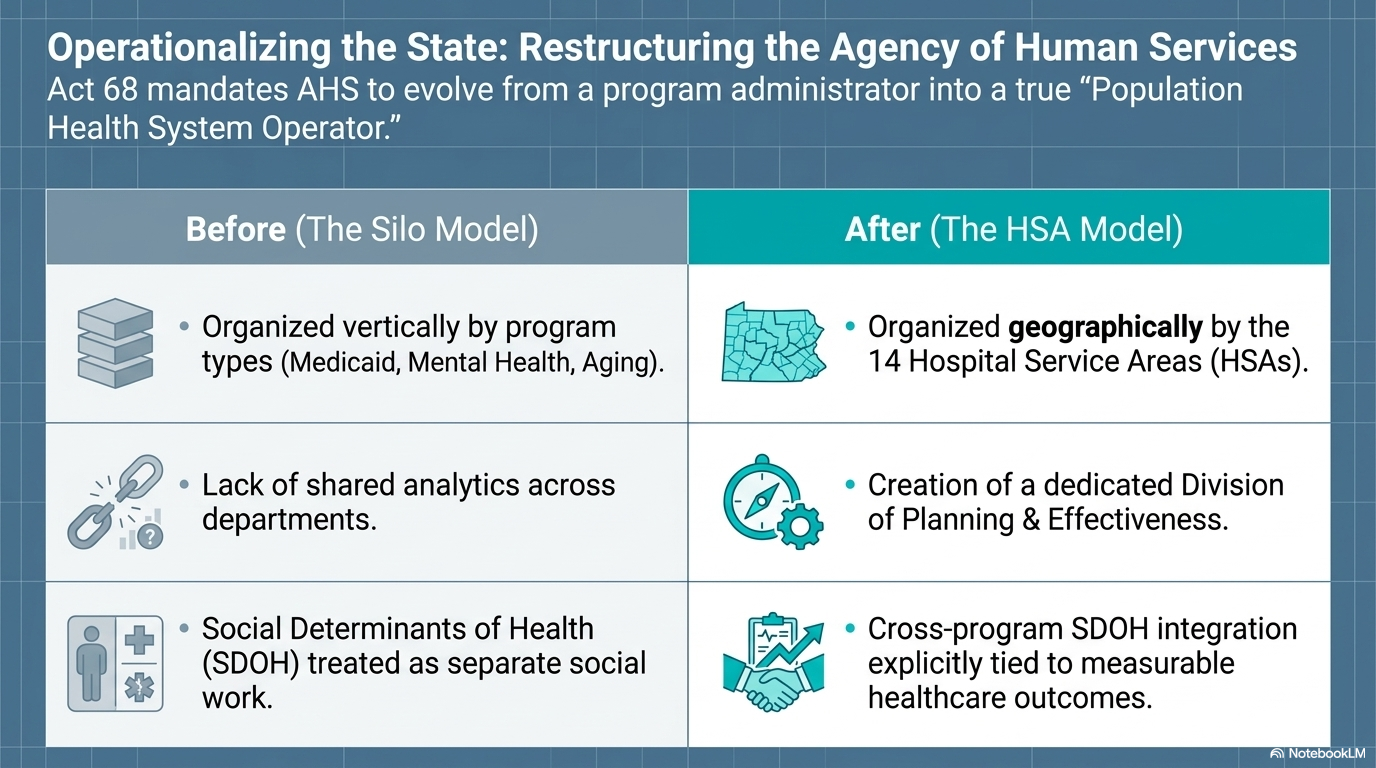 Operationalizing the State: Restructuring the Agency of Human Services
Act 68 mandates AHS to evolve from a program administrator into a true “Population
Health System Operator.”
Before (The Silo Model)
After (The HSA Model)
• Organized vertically by program
types (Medicaid, Mental Health, Aging).
• Organized geographically by the
14 Hospital Service Areas (HSAs).
• Lack of shared analytics across
departments.
?
• Creation of a dedicated Division
of Planning & Effectiveness.
• Social Determinants of Health
(SDOH) treated as separate social
work.
• Cross-program SDOH integration
explicitly tied to measurable
healthcare outcomes.
NotebookLM